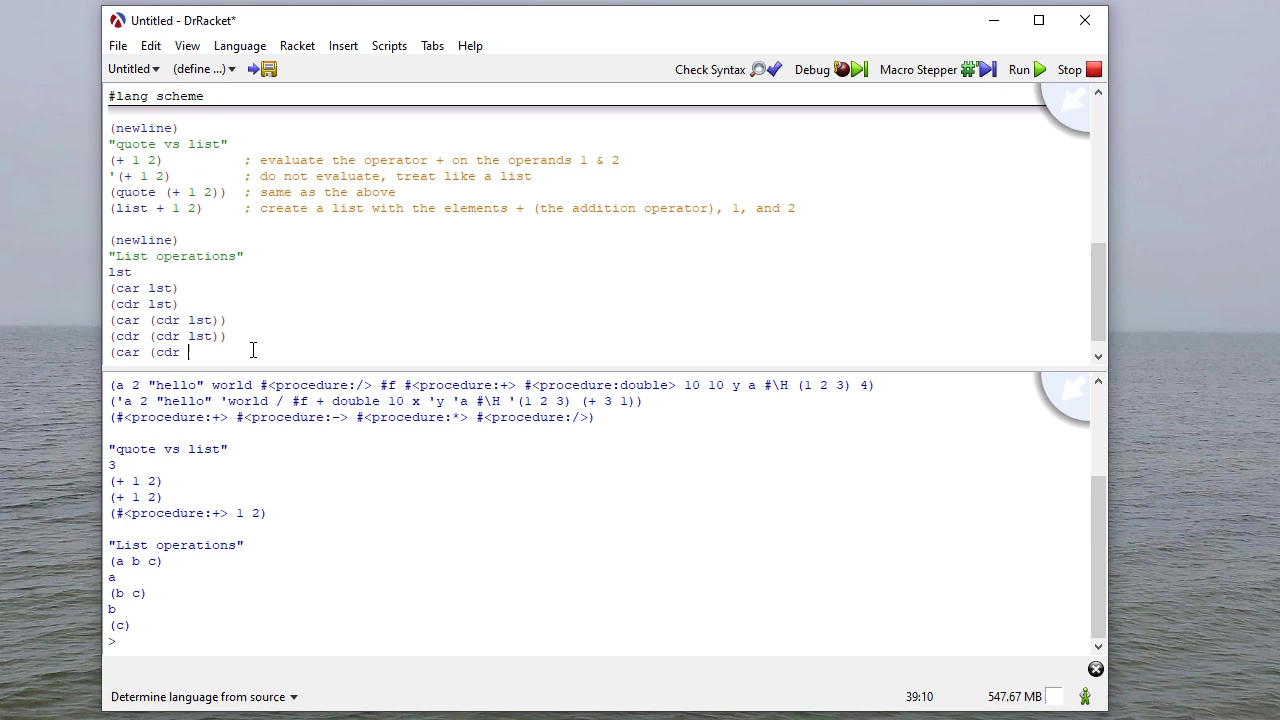 Untitled - DrRacket*
File Edit View Language Racket Insert Scripts Tabs Help
Untitled (define ...) Check Syntax Debug Macro Stepper Run Stop
#lang scheme
(newline)
"quote vs list"
(+ 1 2) ; evaluate the operator + on the operands 1 & 2
'(+ 1 2) ; do not evaluate, treat like a list
(quote (+ 1 2)) ; same as the above
(list + 1 2) ; create a list with the elements + (the addition operator), 1, and 2
(newline)
"List operations"
lst
(car lst)
(cdr lst)
(car (cdr lst))
(cdr (cdr lst))
(car (cdr
(a 2 "hello" world #<procedure:/> #f #<procedure:+> #<procedure:double> 10 10 y a #\H (1 2 3) 4)
('a 2 "hello" 'world / #f + double 10 x 'y 'a #\H '(1 2 3) (+ 3 1))
(#<procedure:+> #<procedure:-> #<procedure:*> #<procedure:/>)
"quote vs list"
3
(+ 1 2)
(+ 1 2)
(#<procedure:+> 1 2)
"List operations"
(a b c)
a
(b c)
b
(c)
>
Determine language from source 39:10 547.67 MB